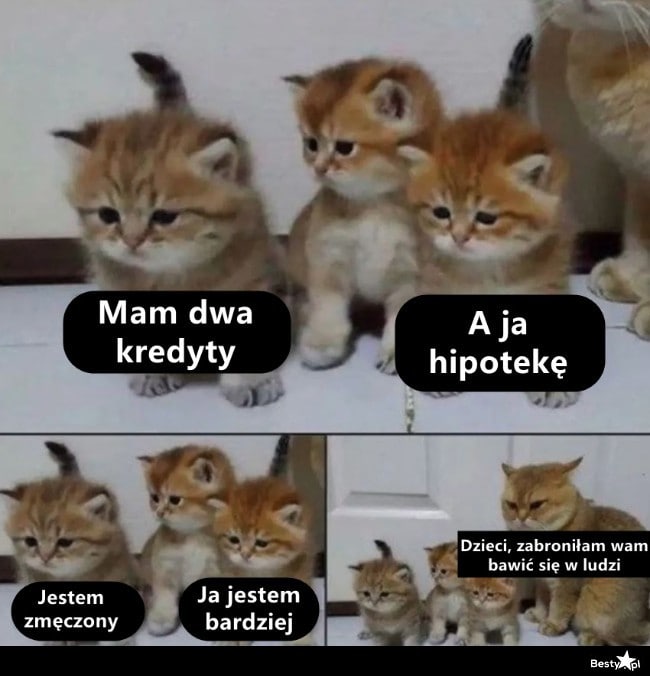 Mam dwa
kredyty
A ja
hipotekę
Jestem
zmęczony
Ja jestem
bardziej
Dzieci, zabroniłam wam
bawić się w ludzi
Besty.pl